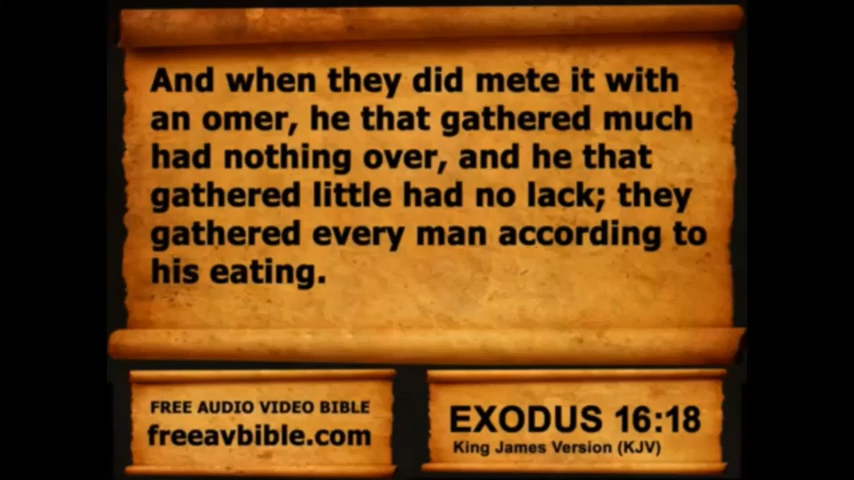 And when they did mete it with
an omer, he that gathered much
had nothing over, and he that
gathered little had no lack; they
gathered every man according to
his eating.
FREE AUDIO VIDEO BIBLE
freeavbible.com
EXODUS 16:18
King James Version (KJV)